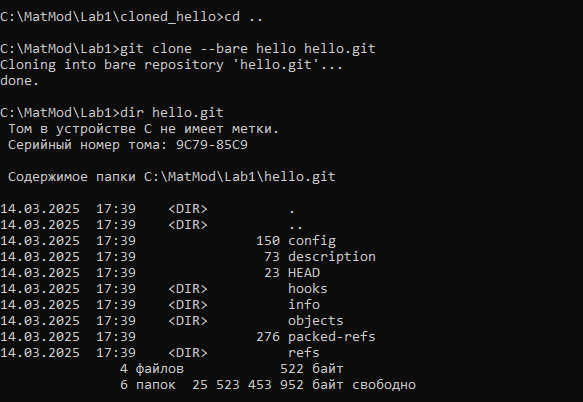 C:\MatMod\Lab1\cloned_hello>cd ..
C:\MatMod\Lab1>git clone --bare hello hello.git
Cloning into bare repository 'hello.git'...
done.
C:\MatMod\Lab1>dir hello.git
Том в устройстве C не имеет метки.
Серийный номер тома: 9C79-85C9
Содержимое папки C:\MatMod\Lab1\hello.git
14.03.2025  17:39    <DIR>          .
14.03.2025  17:39    <DIR>          ..
14.03.2025  17:39               150 config
14.03.2025  17:39                73 description
14.03.2025  17:39                23 HEAD
14.03.2025  17:39    <DIR>          hooks
14.03.2025  17:39    <DIR>          info
14.03.2025  17:39    <DIR>          objects
14.03.2025  17:39               276 packed-refs
14.03.2025  17:39    <DIR>          refs
4 файлов            522 байт
6 папок  25 523 453 952 байт свободно